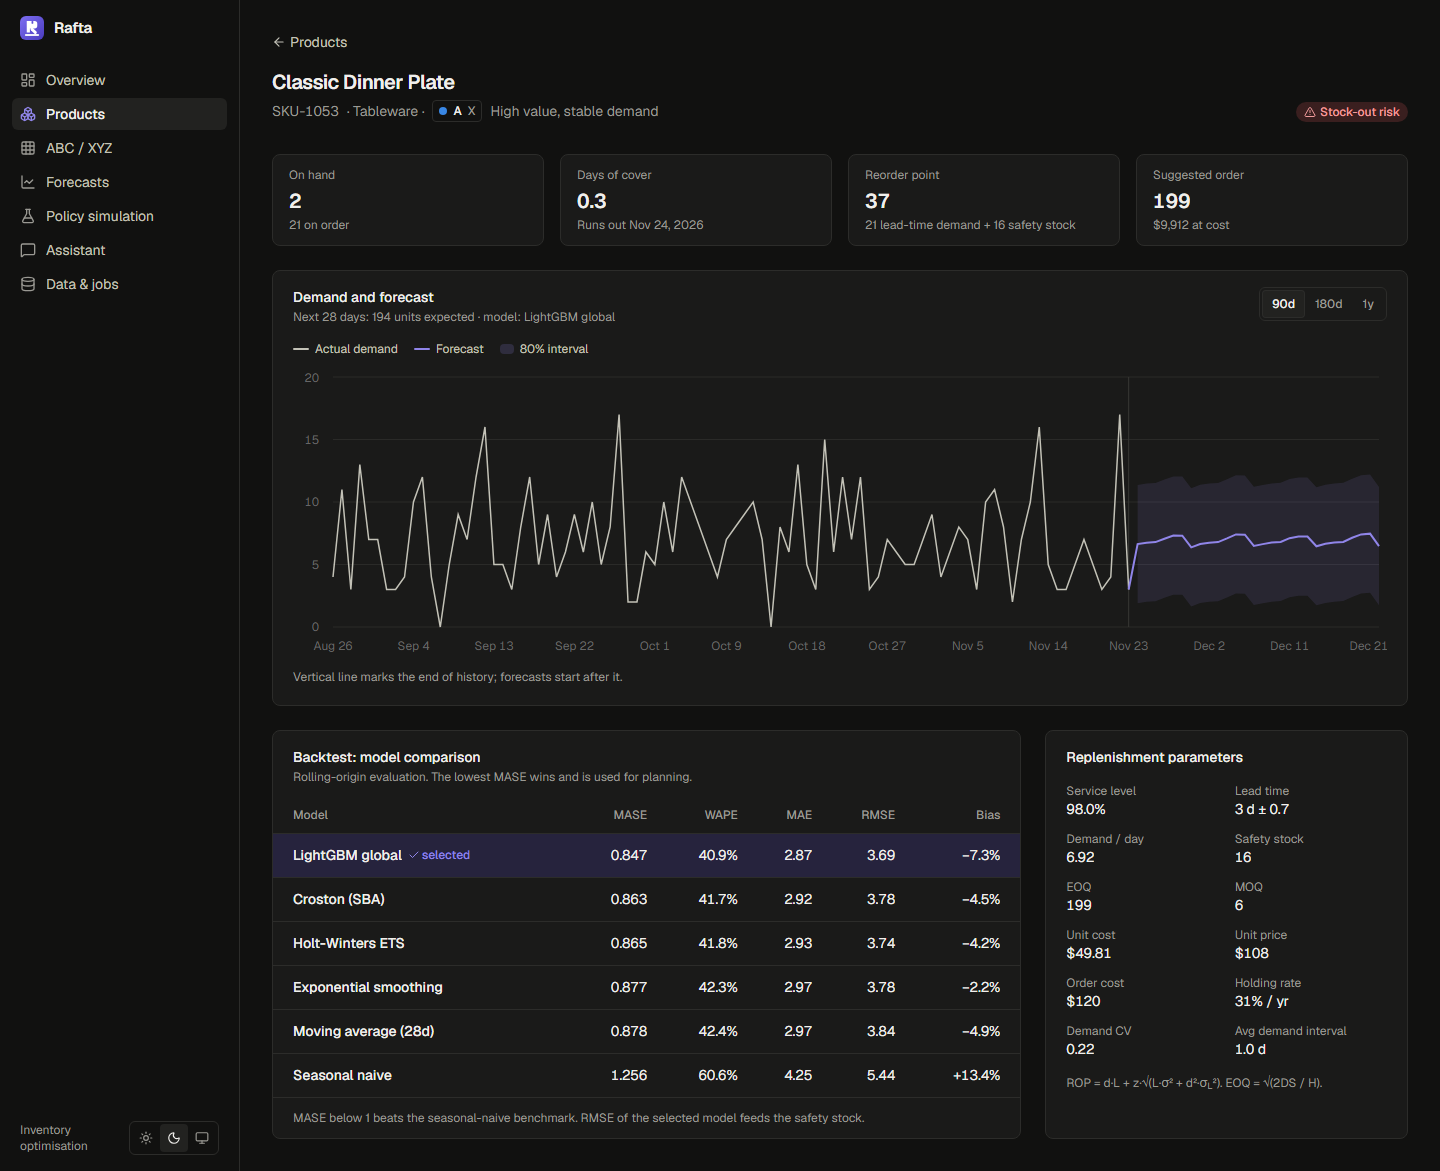 Rafta
Overview
Products
ABC / XYZ
Forecasts
Policy simulation
Assistant
Data & jobs
Inventory
optimisation
← Products
Classic Dinner Plate
SKU-1053 · Tableware · A X High value, stable demand
Stock-out risk
On hand
2
21 on order
Days of cover
0.3
Runs out Nov 24, 2026
Reorder point
37
21 lead-time demand + 16 safety stock
Suggested order
199
$9,912 at cost
Demand and forecast
Next 28 days: 194 units expected · model: LightGBM global
90d 180d 1y
Actual demand Forecast 80% interval
20
15
10
5
0
Aug 26 Sep 4 Sep 13 Sep 22 Oct 1 Oct 9 Oct 18 Oct 27 Nov 5 Nov 14 Nov 23 Dec 2 Dec 11 Dec 21
Vertical line marks the end of history; forecasts start after it.
Backtest: model comparison
Rolling-origin evaluation. The lowest MASE wins and is used for planning.
Model MASE WAPE MAE RMSE Bias
LightGBM global ✓ selected 0.847 40.9% 2.87 3.69 −7.3%
Croston (SBA) 0.863 41.7% 2.92 3.78 −4.5%
Holt-Winters ETS 0.865 41.8% 2.93 3.74 −4.2%
Exponential smoothing 0.877 42.3% 2.97 3.78 −2.2%
Moving average (28d) 0.878 42.4% 2.97 3.84 −4.9%
Seasonal naive 1.256 60.6% 4.25 5.44 +13.4%
MASE below 1 beats the seasonal-naive benchmark. RMSE of the selected model feeds the safety stock.
Replenishment parameters
Service level Lead time
98.0% 3 d ± 0.7
Demand / day Safety stock
6.92 16
EOQ MOQ
199 6
Unit cost Unit price
$49.81 $108
Order cost Holding rate
$120 31% / yr
Demand CV Avg demand interval
0.22 1.0 d
ROP = d·L + z·√(L·σ² + d²·σ_L²). EOQ = √(2DS / H).